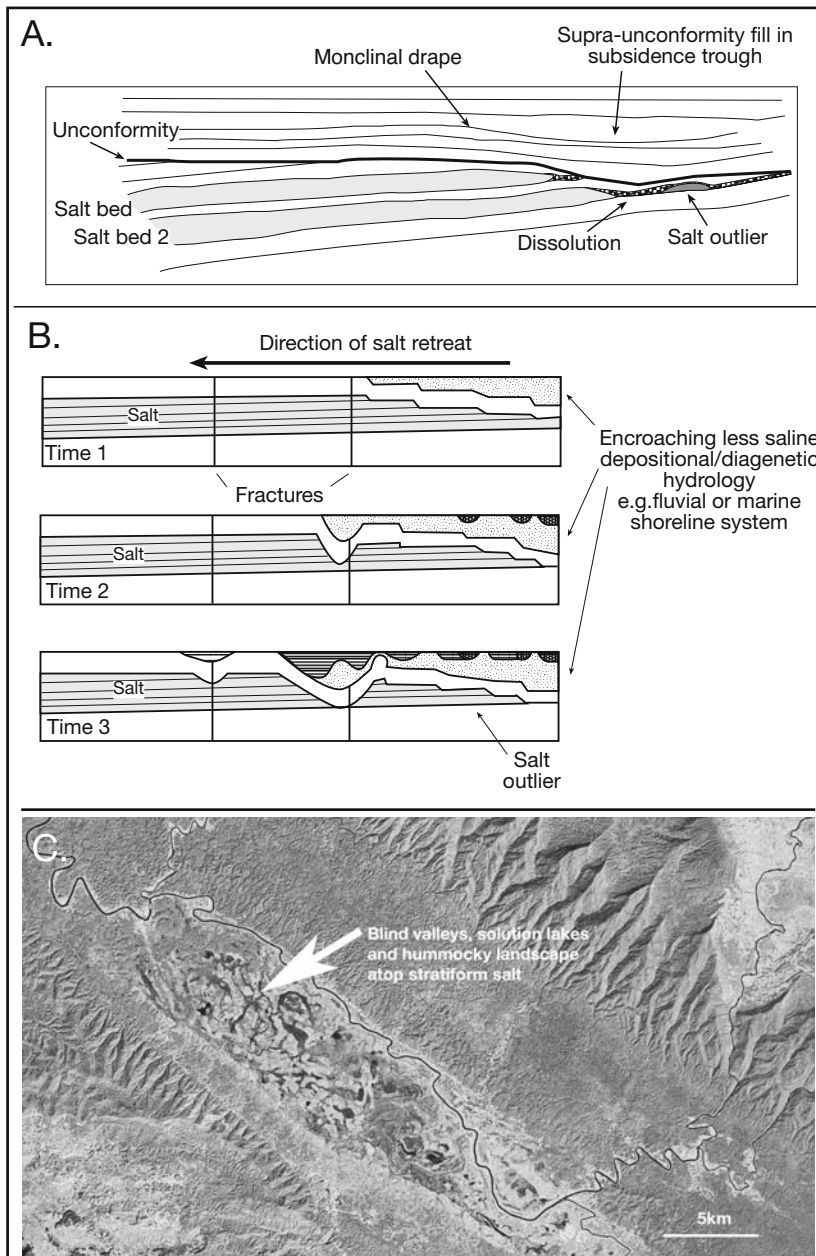 A.
Monclinal drape
Supra-unconformity fill in
subsidence trough
Unconformity
Salt bed
Salt bed 2
Dissolution
Salt outlier
B.
Direction of salt retreat
Salt
Time 1
Fractures
Encroaching less saline
depositional/diagenetic
hydrology
e.g.fluvial or marine
shoreline system
Salt
Time 2
Salt
Time 3
Salt
outlier
C.
Blind valleys, solution lakes
and hummocky landscape
atop stratiform salt
5km